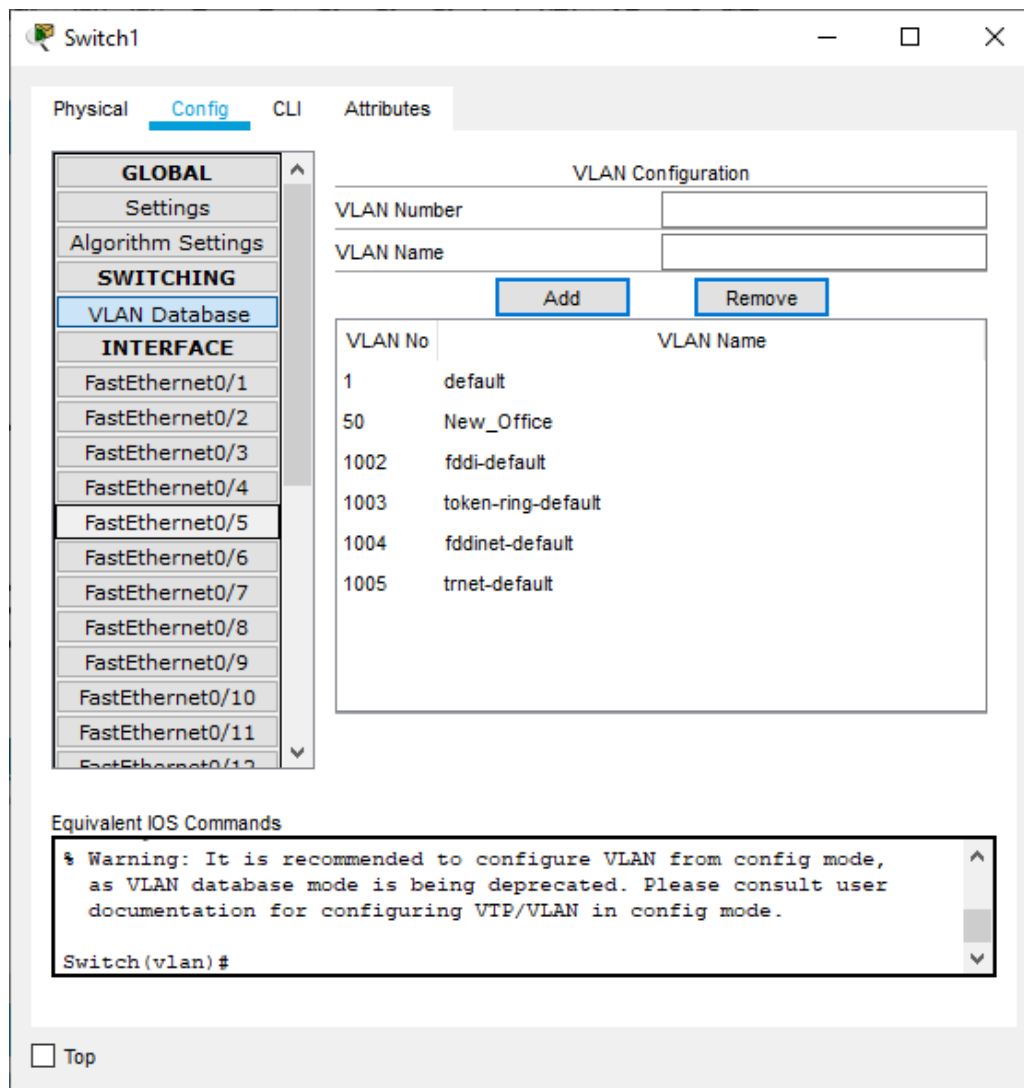 Switch1
Physical Config CLI Attributes
GLOBAL
Settings
Algorithm Settings
SWITCHING
VLAN Database
INTERFACE
FastEthernet0/1
FastEthernet0/2
FastEthernet0/3
FastEthernet0/4
FastEthernet0/5
FastEthernet0/6
FastEthernet0/7
FastEthernet0/8
FastEthernet0/9
FastEthernet0/10
FastEthernet0/11
FastEthernet0/12
VLAN Configuration
VLAN Number
VLAN Name
Add Remove
VLAN No VLAN Name
1 default
50 New_Office
1002 fddi-default
1003 token-ring-default
1004 fddinet-default
1005 trnet-default
Equivalent IOS Commands
% Warning: It is recommended to configure VLAN from config mode,
as VLAN database mode is being deprecated. Please consult user
documentation for configuring VTP/VLAN in config mode.
Switch(vlan)#
Top